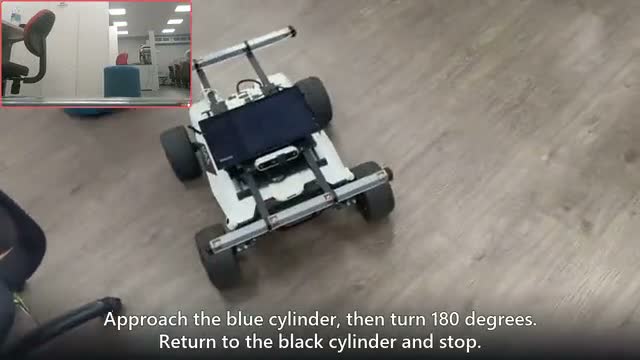 Approach the blue cylinder, then turn 180 degrees.
Return to the black cylinder and stop.